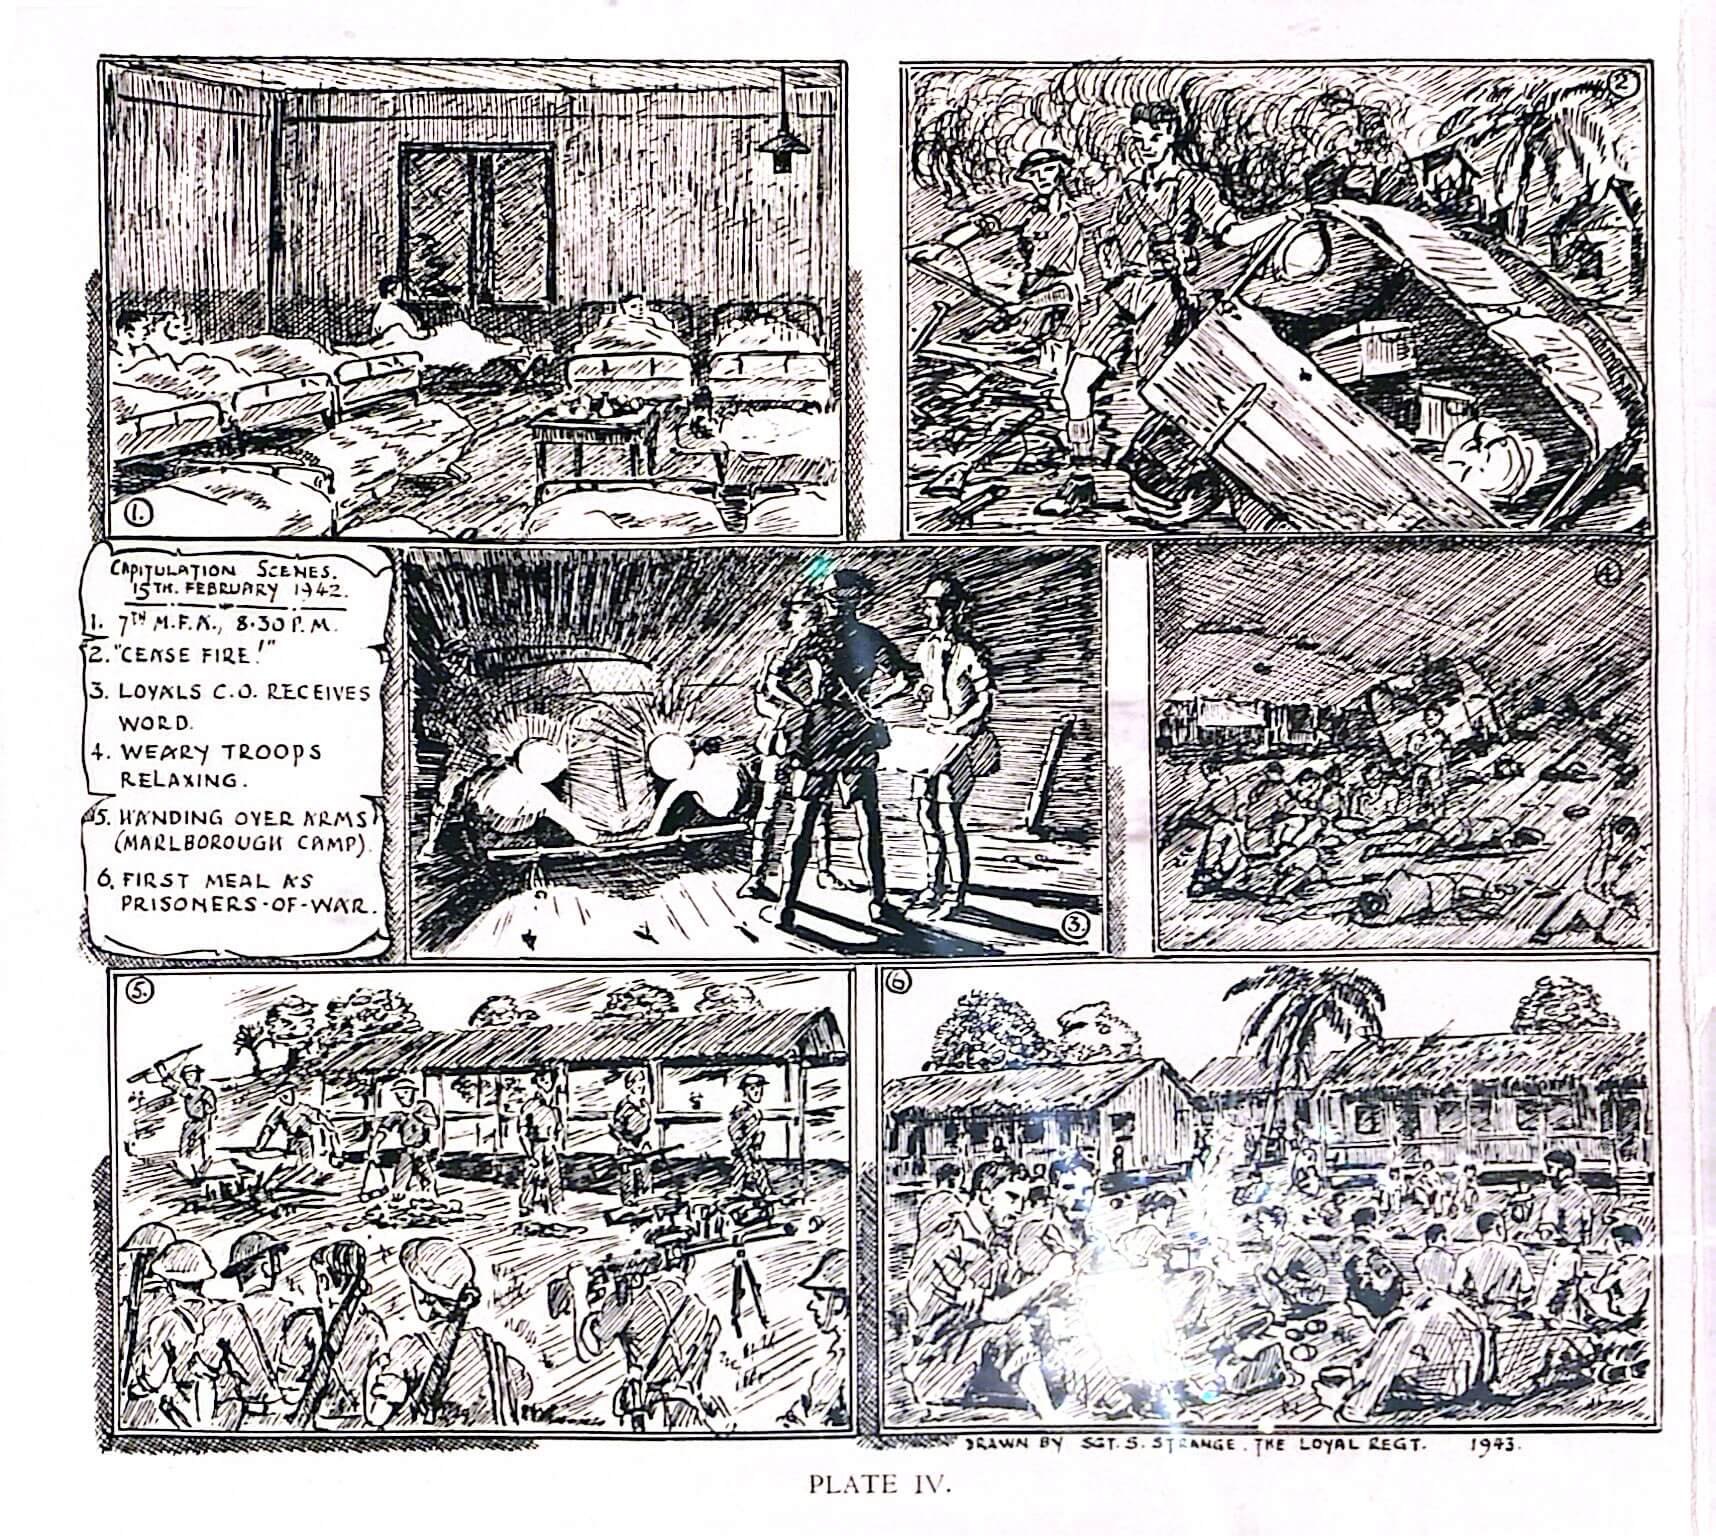 1.
2.
CAPITULATION SCENES.
15TH. FEBRUARY 1942.
1. 7TH M.F.A., 8.30 P.M.
2. "CEASE FIRE!"
3. LOYALS C.O. RECEIVES
WORD.
4. WEARY TROOPS
RELAXING.
5. HANDING OVER ARMS
(MARLBOROUGH CAMP).
6. FIRST MEAL AS
PRISONERS-OF-WAR.
3.
4
5.
6
DRAWN BY SGT. S. STRANGE. THE LOYAL REGT. 1943.
PLATE IV.